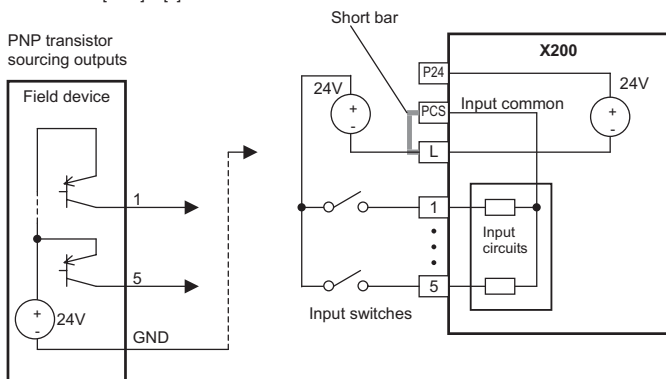 Short bar
PNP transistor
sourcing outputs
Field device
1
5
+
-
24V
GND
24V
+
-
P24
PCS
L
1
5
Input switches
X200
24V
+
-
Input common
Input
circuits